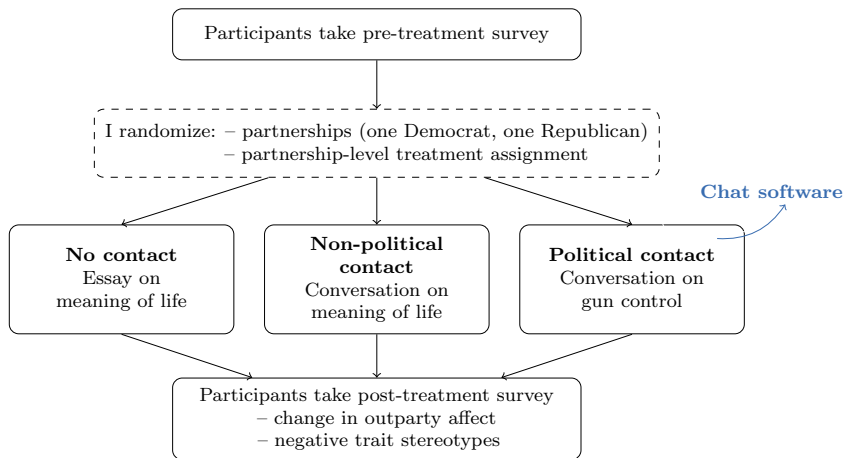 Participants take pre-treatment survey
I randomize: – partnerships (one Democrat, one Republican)
– partnership-level treatment assignment
Chat software
No contact
Essay on
meaning of life
Non-political
contact
Conversation on
meaning of life
Political contact
Conversation on
gun control
Participants take post-treatment survey
– change in outparty affect
– negative trait stereotypes